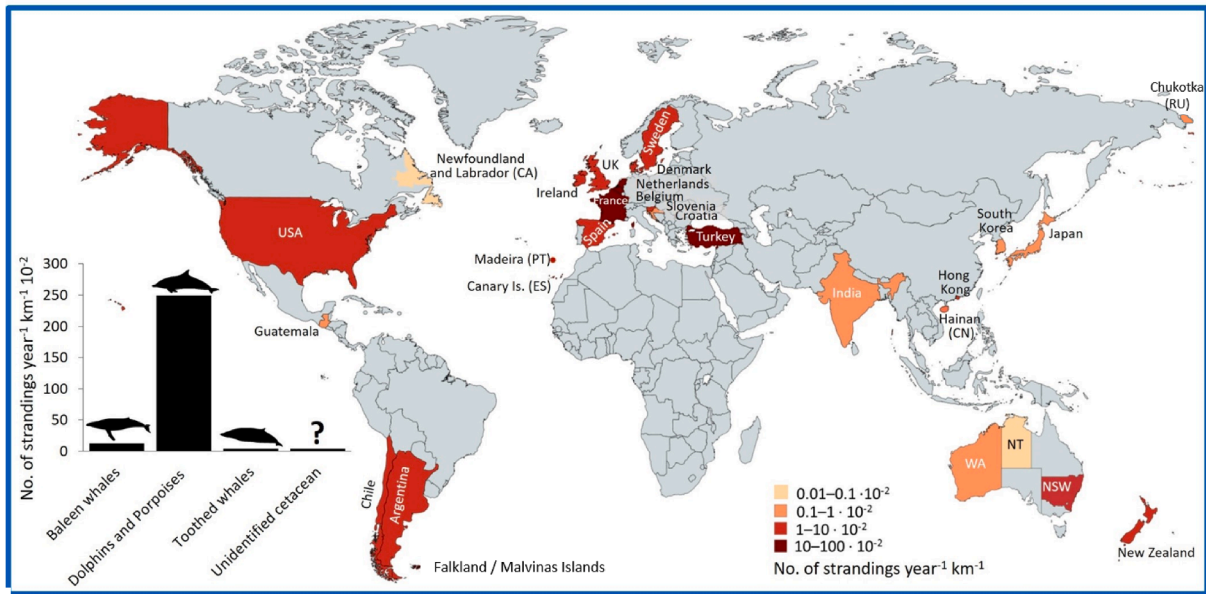 Chukotka
(RU)
Sweden
Newfoundland
and Labrador (CA)
UK
Denmark
Netherlands
Belgium
Ireland
France
Slovenia
Croatia
Spain
Turkey
USA
South
Korea
Japan
Madeira (PT)
Canary Is. (ES)
India
Hong
Kong
Hainan
(CN)
Guatemala
No. of strandings year⁻¹ km⁻¹ 10⁻²
300
250
200
150
100
50
0
?
Baleen whales
Dolphins and Porpoises
Toothed whales
Unidentified cetacean
Chile
Argentina
Falkland / Malvinas Islands
WA
NT
NSW
New Zealand
0.01–0.1 ·10⁻²
0.1–1 · 10⁻²
1–10 · 10⁻²
10–100 · 10⁻²
No. of strandings year⁻¹ km⁻¹